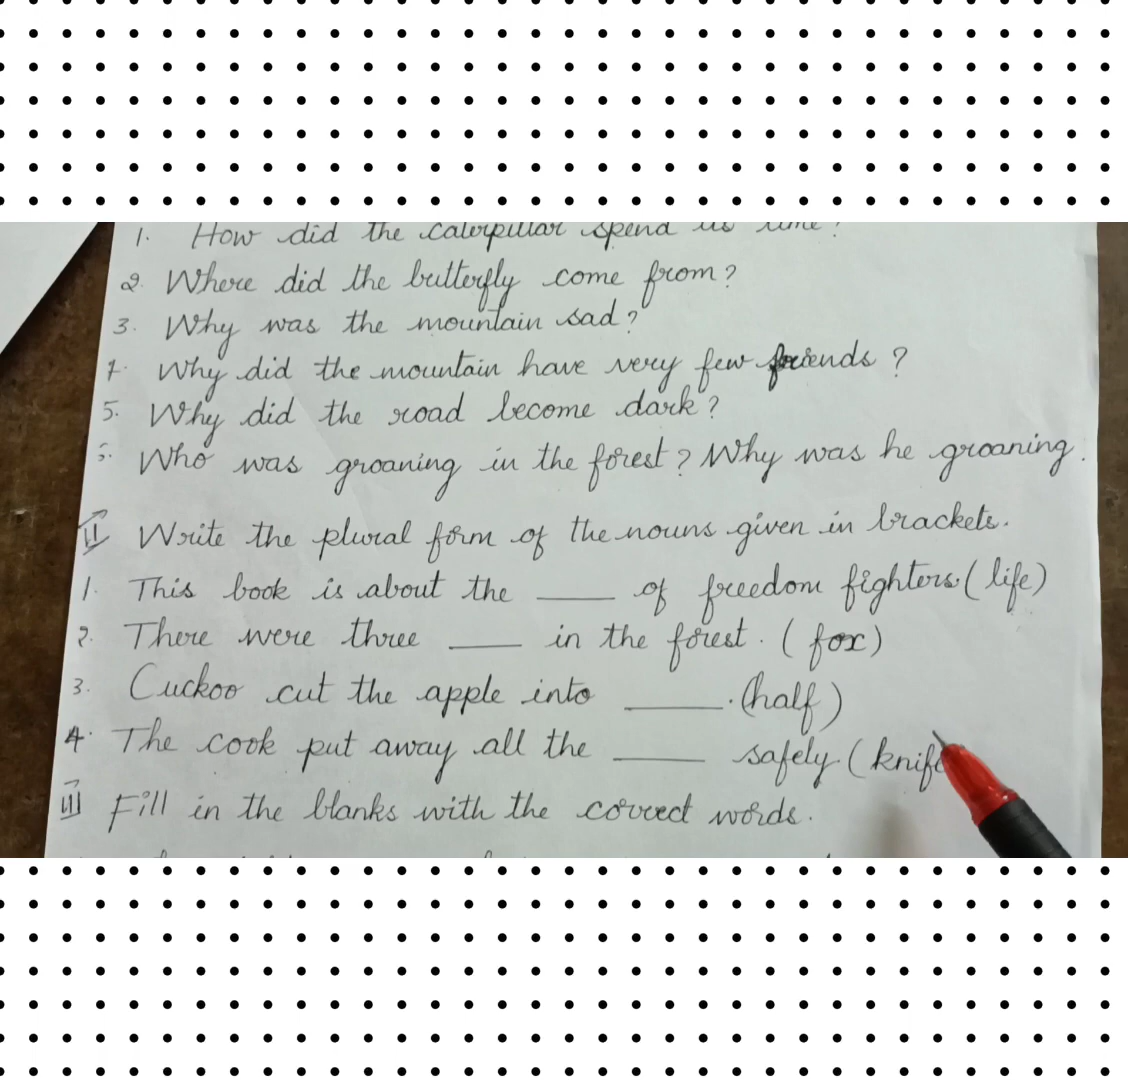 1. How did the caterpillar spend its time?
2. Where did the butterfly come from?
3. Why was the mountain sad?
4. Why did the mountain have very few friends?
5. Why did the road become dark?
Who was groaning in the forest? Why was he groaning.
II Write the plural form of the nouns given in brackets.
1. This book is about the ____ of freedom fighters. (life)
2. There were three ____ in the forest. (fox)
3. Cuckoo cut the apple into ____. (half)
4. The cook put away all the ____ safely. (knife
III Fill in the blanks with the correct words.